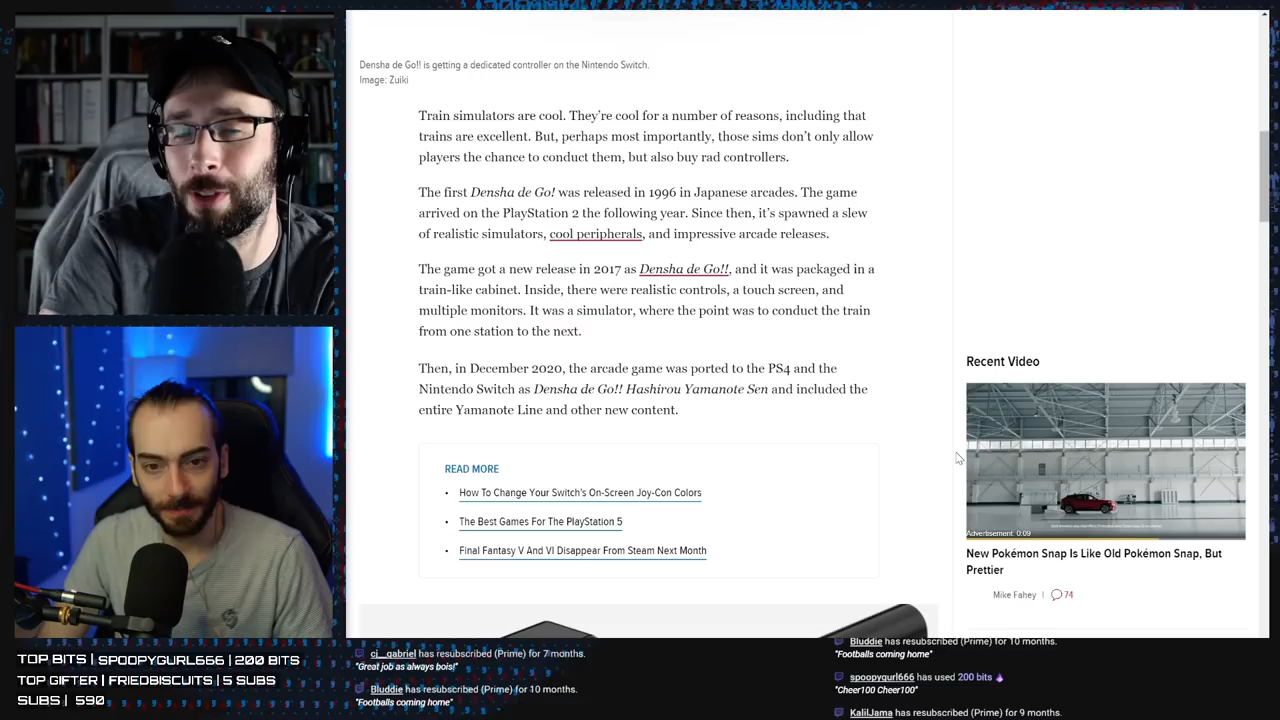 Densha de Go!! is getting a dedicated controller on the Nintendo Switch.
Image: Zuiki
Train simulators are cool. They're cool for a number of reasons, including that
trains are excellent. But, perhaps most importantly, those sims don't only allow
players the chance to conduct them, but also buy rad controllers.
The first Densha de Go! was released in 1996 in Japanese arcades. The game
arrived on the PlayStation 2 the following year. Since then, it's spawned a slew
of realistic simulators, cool peripherals, and impressive arcade releases.
The game got a new release in 2017 as Densha de Go!!, and it was packaged in a
train-like cabinet. Inside, there were realistic controls, a touch screen, and
multiple monitors. It was a simulator, where the point was to conduct the train
from one station to the next.
Then, in December 2020, the arcade game was ported to the PS4 and the
Nintendo Switch as Densha de Go!! Hashirou Yamanote Sen and included the
entire Yamanote Line and other new content.
READ MORE
• How To Change Your Switch's On-Screen Joy-Con Colors
• The Best Games For The PlayStation 5
• Final Fantasy V And VI Disappear From Steam Next Month
Recent Video
Advertisement: 0:09
New Pokémon Snap Is Like Old Pokémon Snap, But
Prettier
Mike Fahey | 74
TOP BITS | SPOOPYGURL666 | 200 BITS
TOP GIFTER | FRIEDBISCUITS | 5 SUBS
SUBS | 590
ci__gabriel has resubscribed (Prime) for 7 months.
"Great job as always bois!"
Bluddie has resubscribed (Prime) for 10 months.
"Footballs coming home"
Bluddie has resubscribed (Prime) for 10 months.
"Footballs coming home"
spoopygurl666 has used 200 bits
"Cheer100 Cheer100"
KalilJama has resubscribed (Prime) for 9 months.